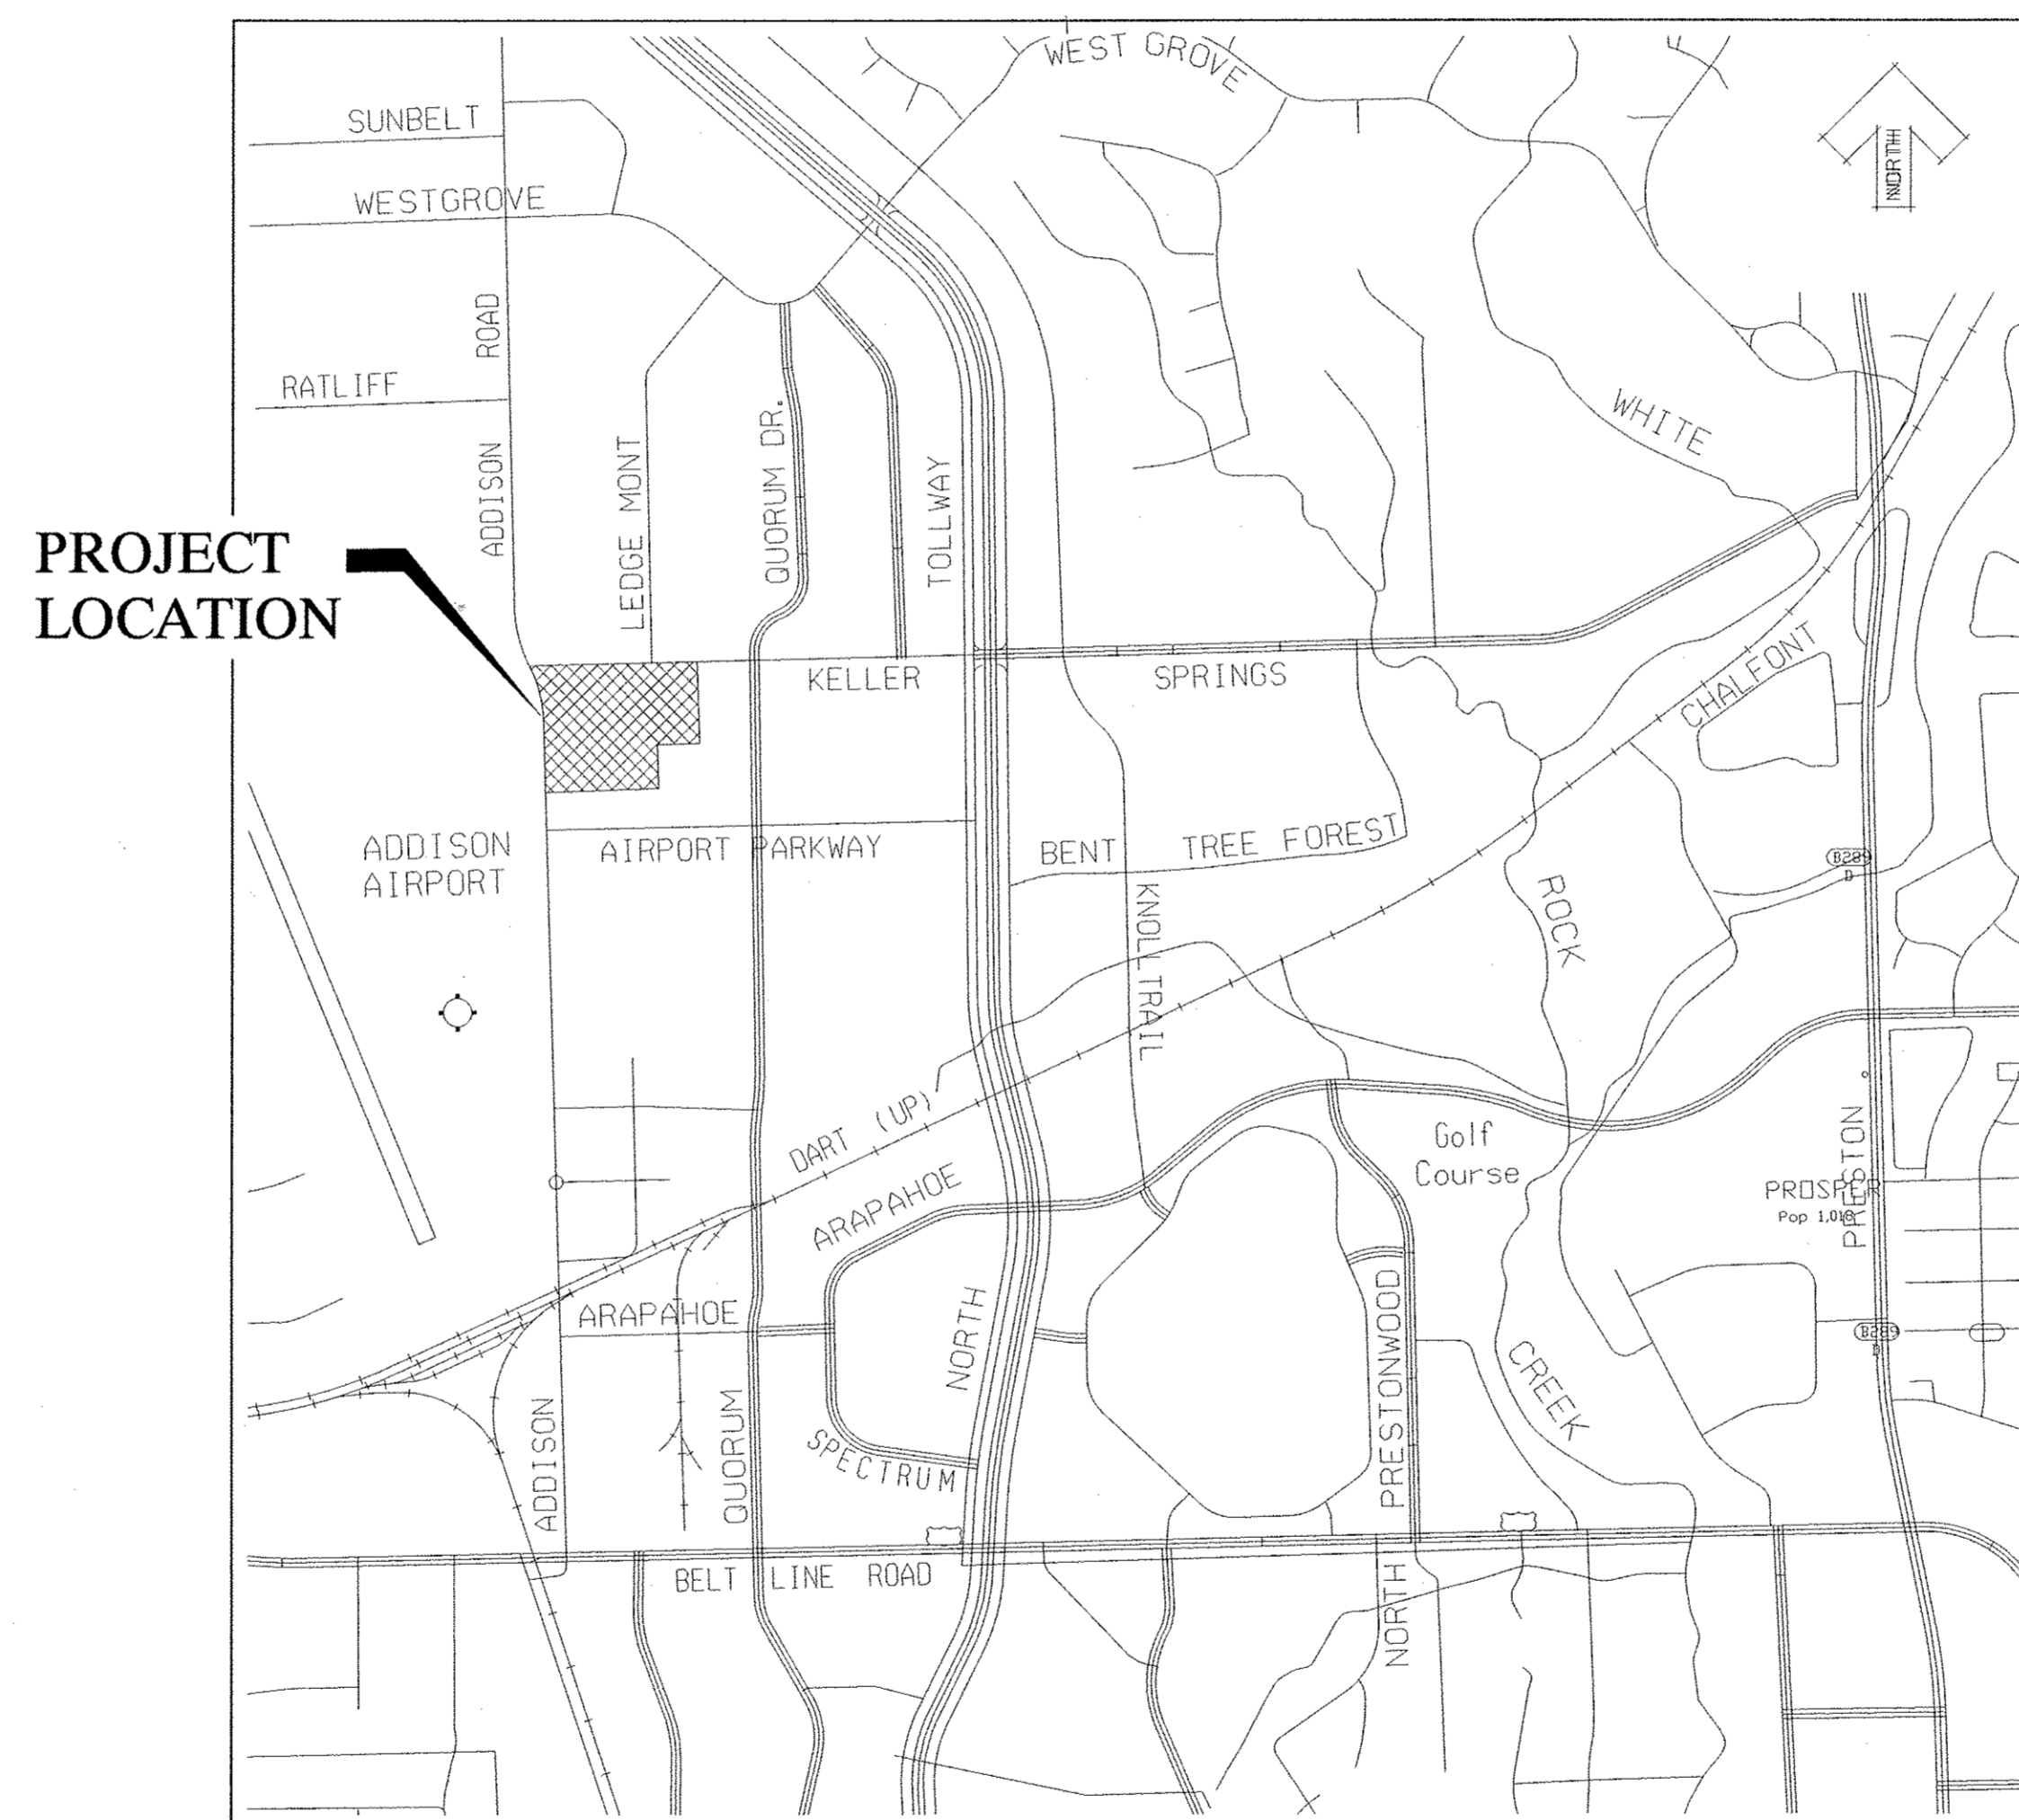 WEST GROVE
SUNBELT
NORTH
WESTGROVE
ROAD
RATLIFF
WHITE
QUORUM DR.
ADDISON
LEDGE MONT
TOLLWAY
PROJECT
LOCATION
KELLER
SPRINGS
CHALFONT
ADDISON
AIRPORT
AIRPORT PARKWAY
BENT TREE FOREST
B289
D
KNOLL TRAIL
ROCK
DART (UP)
ARAPAHOE
Golf
Course
PRESTON
PROSPER
Pop 1,018
ARAPAHOE
NORTH
PRESTONWOOD
B289
D
CREEK
ADDISON
QUORUM
SPECTRUM
BELT LINE ROAD
NORTH